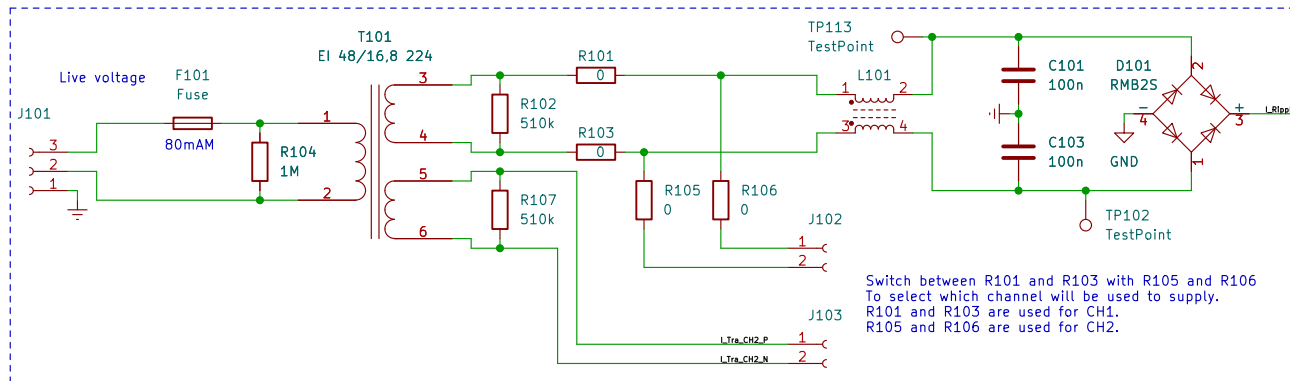 TP113
TestPoint
T101
EI 48/16,8 224
R101
0
C101
100n
D101
RMB2S
2
Live voltage
F101
Fuse
80mAM
L101
1
2
3
4
J101
3
2
1
R104
1M
1
2
3
4
5
6
R102
510k
R103
0
R107
510k
C103
100n
GND
4
-
+
3
1
I_Rippl
R105
0
R106
0
J102
1
2
TP102
TestPoint
Switch between R101 and R103 with R105 and R106
To select which channel will be used to supply.
R101 and R103 are used for CH1.
R105 and R106 are used for CH2.
J103
I_Tra_CH2_P
1
I_Tra_CH2_N
2